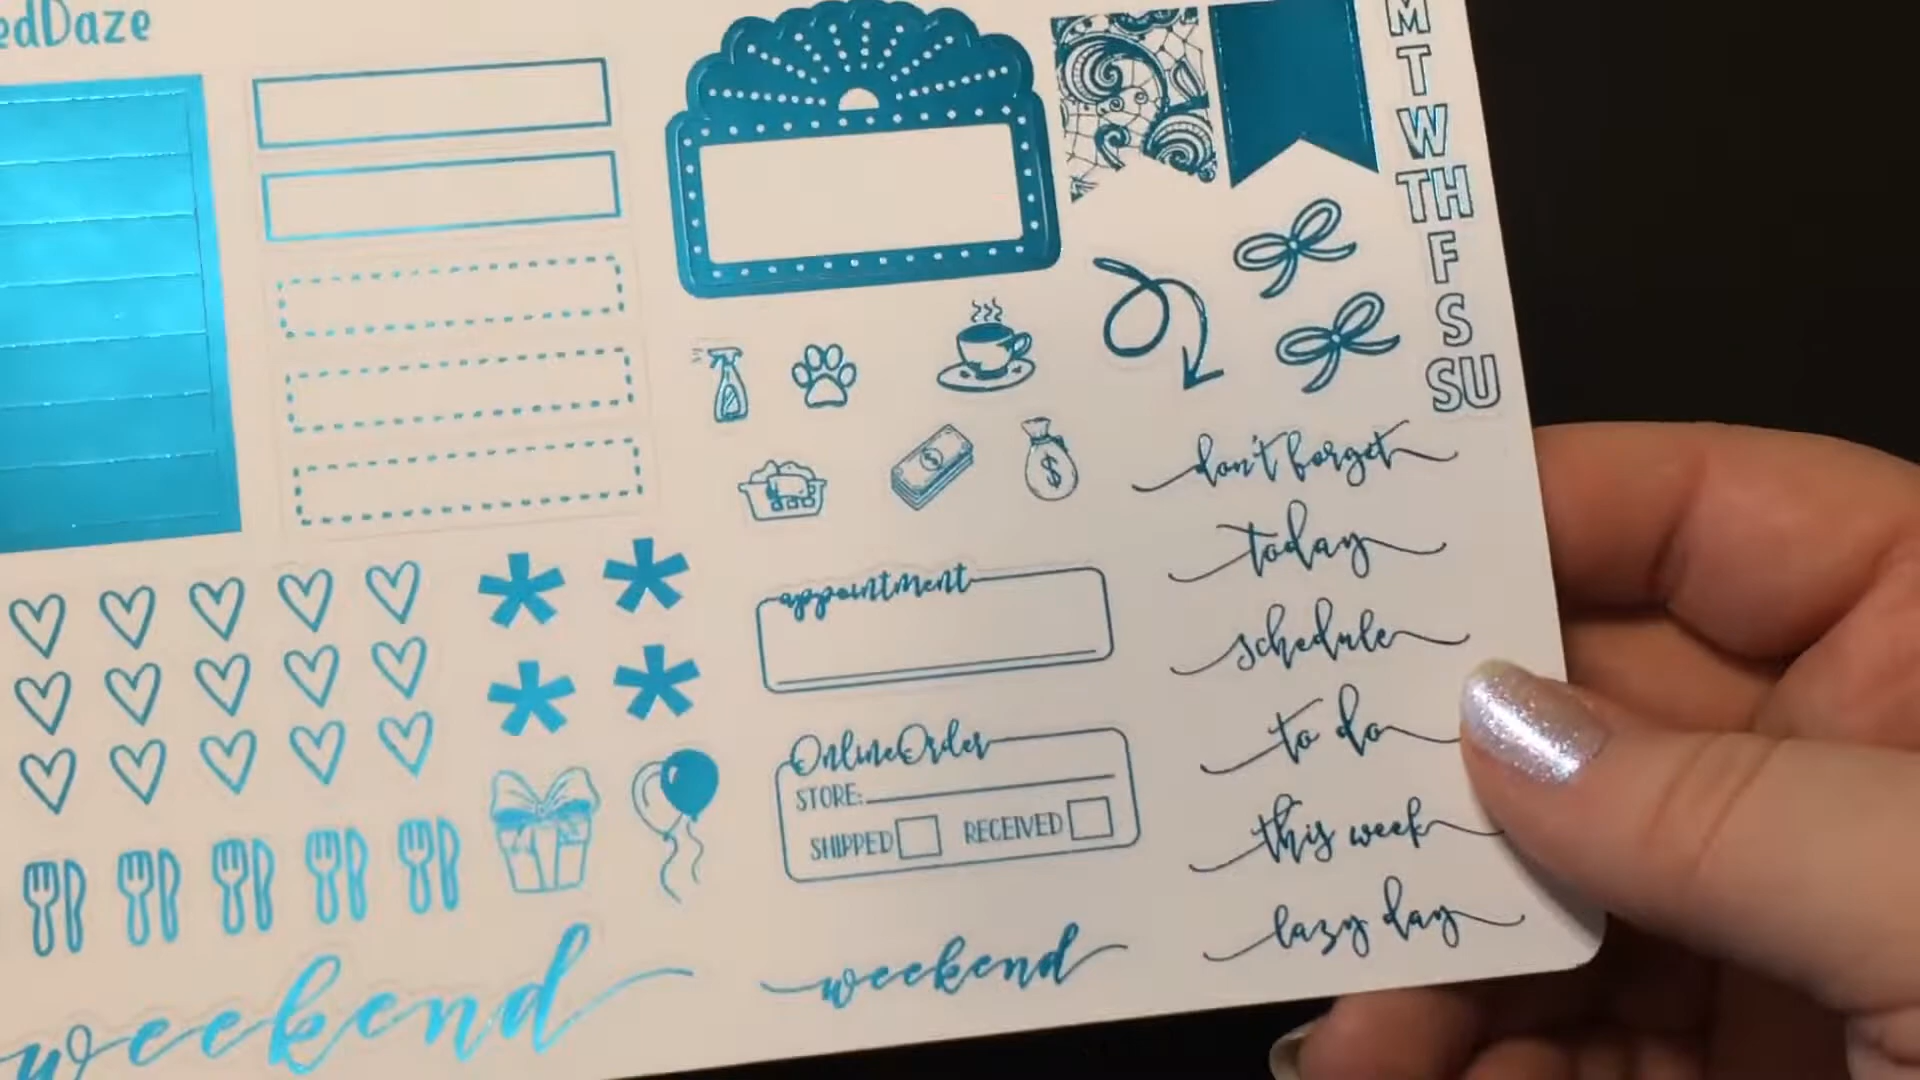 edDaze
M
T
W
TH
F
S
SU
don't forget
today
schedule
to do
this week
lazy day
appointment
OnlineOrder
STORE:
SHIPPED RECEIVED
weekend
weekend